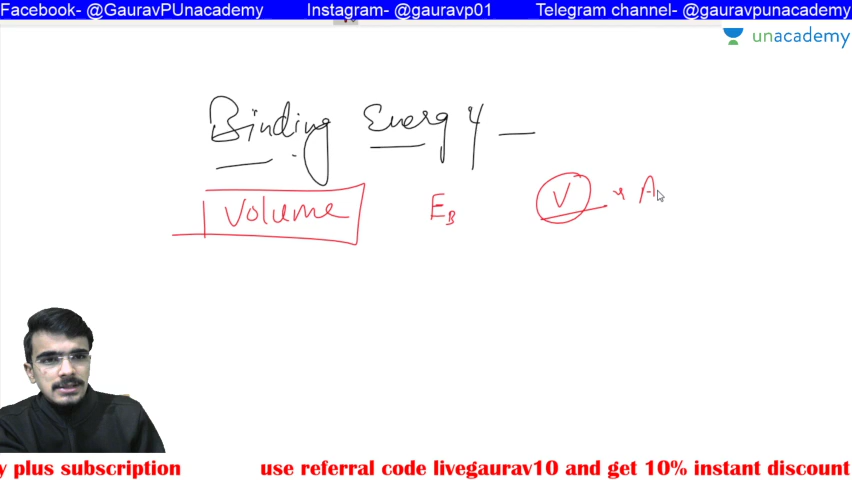 Facebook- @GauravPUnacademy Instagram- @gauravp01 Telegram channel- @gauravpunacademy
unacademy
Binding Energy —
Volume E_B V ∝ A
y plus subscription use referral code livegaurav10 and get 10% instant discount